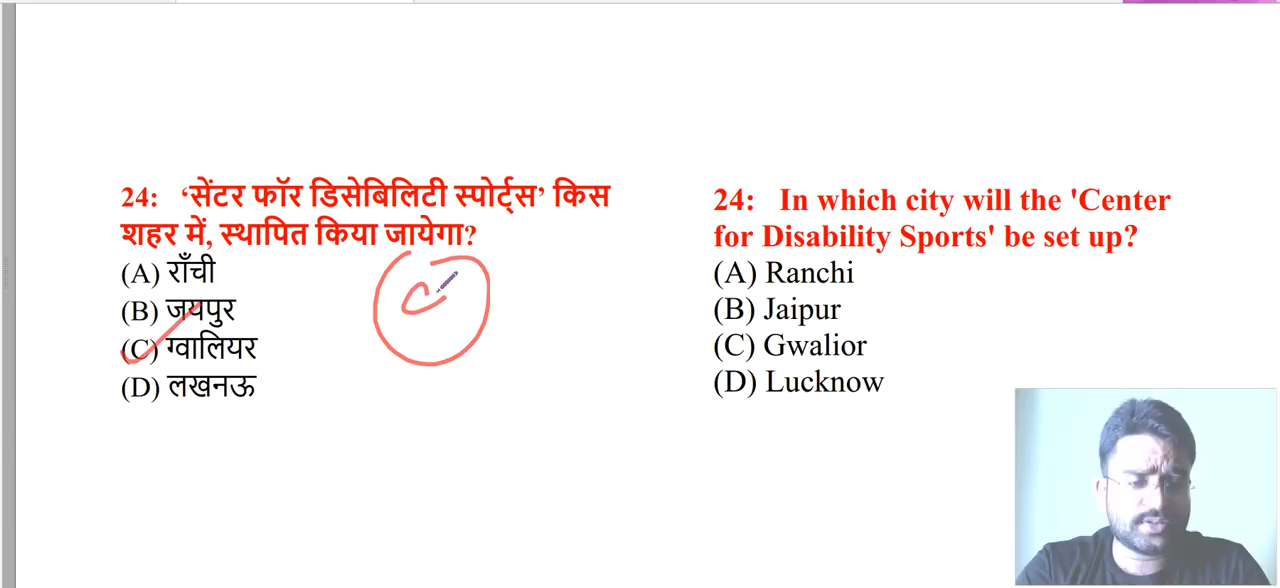 24: ‘सेंटर फॉर डिसेबिलिटी स्पोर्ट्स’ किस
शहर में, स्थापित किया जायेगा?
(A) राँची
(B) जयपुर
(C) ग्वालियर
(D) लखनऊ
24: In which city will the 'Center
for Disability Sports' be set up?
(A) Ranchi
(B) Jaipur
(C) Gwalior
(D) Lucknow